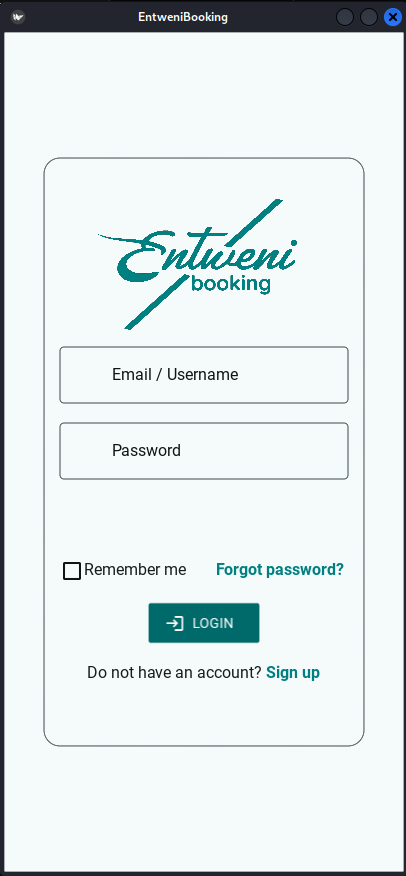 EntweniBooking
Entweni
booking
Email / Username
Password
Remember me Forgot password?
LOGIN
Do not have an account? Sign up